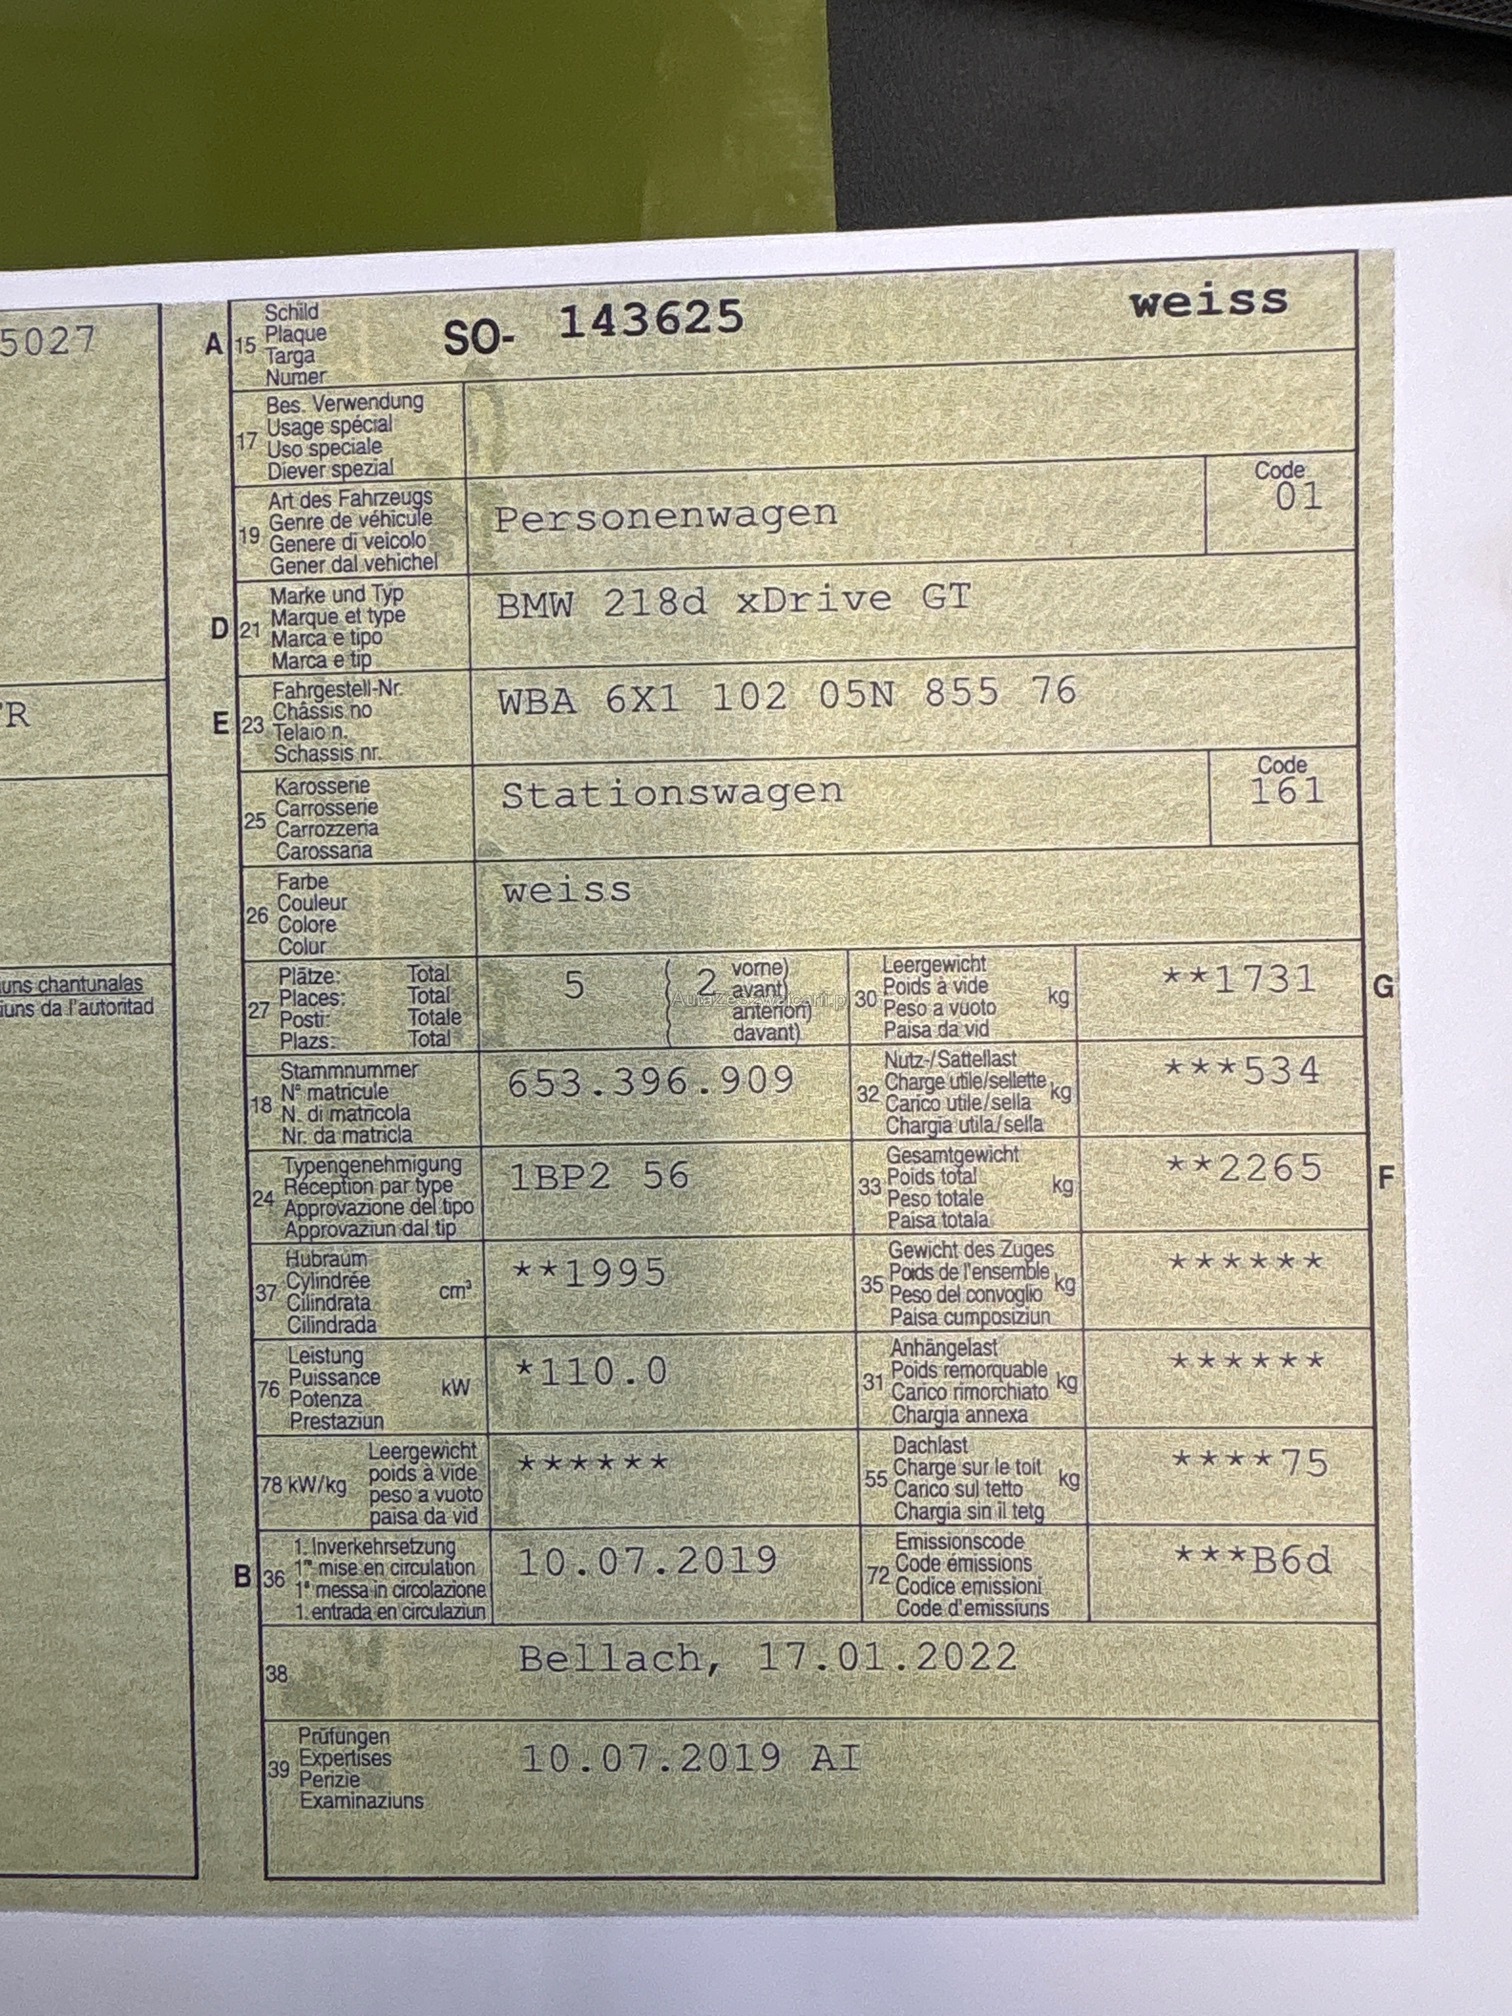 5027
'R
uns chantunalas
iuns da l'autoritad
A 15 Schild
Plaque
Targa
Numer
SO- 143625 weiss
17 Bes. Verwendung
Usage spécial
Uso speciale
Diever spezial
19 Art des Fahrzeugs
Genre de véhicule
Genere di veicolo
Gener dal vehichel
Personenwagen
Code
01
D 21 Marke und Typ
Marque et type
Marca e tipo
Marca e tip
BMW 218d xDrive GT
E 23 Fahrgestell-Nr.
Châssis no
Telaio n.
Schassis nr.
WBA 6X1 102 05N 855 76
25 Karosserie
Carrosserie
Carrozzeria
Carossaria
Stationswagen
Code
161
26 Farbe
Couleur
Colore
Colur
weiss
27 Plätze: Total
Places: Total
Posti: Totale
Plazs: Total
5 ( 2 vorne)
avant)
anteriori)
davant)
30 Leergewicht
Poids à vide
Peso a vuoto
Paisa da vid
kg
**1731 G
18 Stammnummer
N° matricule
N. di matricola
Nr. da matricla
653.396.909
32 Nutz-/Sattellast
Charge utile/sellette
Carico utile/sella
Chargia utila/sella
kg
***534
24 Typengenehmigung
Réception par type
Approvazione del tipo
Approvaziun dal tip
1BP2 56
33 Gesamtgewicht
Poids total
Peso totale
Paisa totala
kg
**2265 F
37 Hubraum
Cylindrée
Cilindrata
Cilindrada
cm³
**1995
35 Gewicht des Zuges
Poids de l'ensemble
Peso del convoglio
Paisa cumposiziun
kg
******
76 Leistung
Puissance
Potenza
Prestaziun
kW
*110.0
31 Anhängelast
Poids remorquable
Carico rimorchiato
Chargia annexa
kg
******
78 kW/kg Leergewicht
poids à vide
peso a vuoto
paisa da vid
******
55 Dachlast
Charge sur le toit
Carico sul tetto
Chargia sin il tetg
kg
****75
B 36 1. Inverkehrsetzung
1re mise en circulation
1a messa in circolazione
1. entrada en circulaziun
10.07.2019
72 Emissionscode
Code émissions
Codice emissioni
Code d'emissiuns
***B6d
38 Bellach, 17.01.2022
39 Prüfungen
Expertises
Perizie
Examinaziuns
10.07.2019 AI